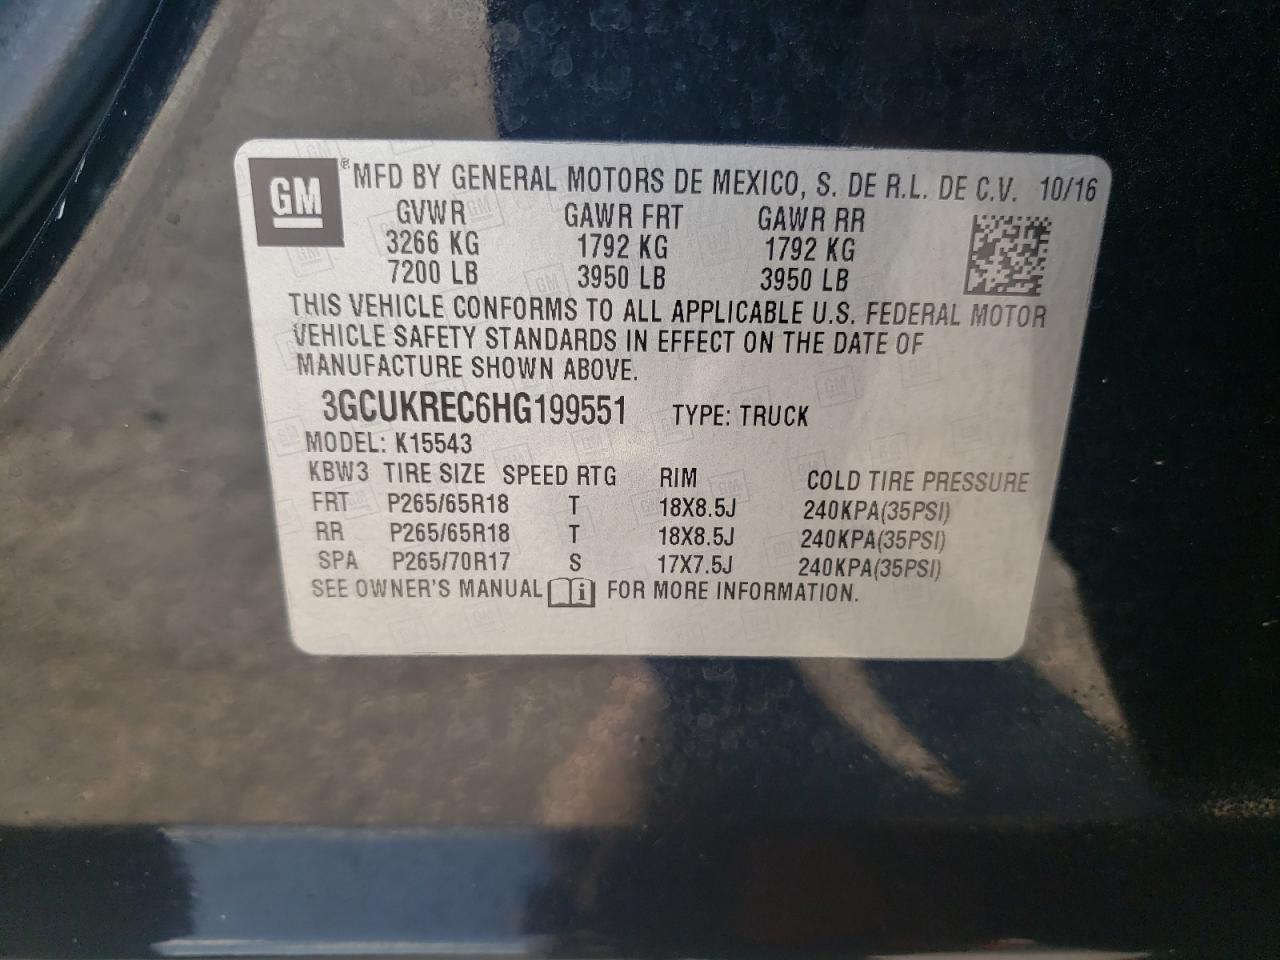 GM ® MFD BY GENERAL MOTORS DE MEXICO, S. DE R.L. DE C.V. 10/16
GVWR GAWR FRT GAWR RR
3266 KG 1792 KG 1792 KG
7200 LB 3950 LB 3950 LB
THIS VEHICLE CONFORMS TO ALL APPLICABLE U.S. FEDERAL MOTOR
VEHICLE SAFETY STANDARDS IN EFFECT ON THE DATE OF
MANUFACTURE SHOWN ABOVE.
3GCUKREC6HG199551 TYPE: TRUCK
MODEL: K15543
KBW3 TIRE SIZE SPEED RTG RIM COLD TIRE PRESSURE
FRT P265/65R18 T 18X8.5J 240KPA(35PSI)
RR P265/65R18 T 18X8.5J 240KPA(35PSI)
SPA P265/70R17 S 17X7.5J 240KPA(35PSI)
SEE OWNER'S MANUAL i FOR MORE INFORMATION.